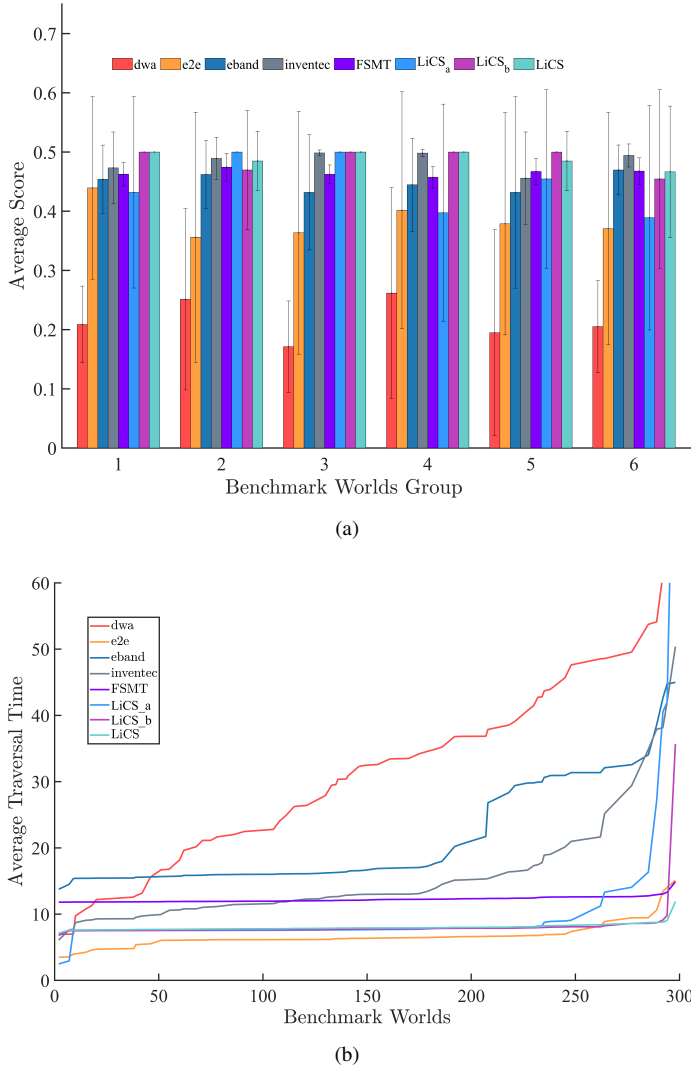 0.7
0.6
0.5
0.4
0.3
0.2
0.1
0
Average Score
dwa e2e eband inventec FSMT LiCS_a LiCS_b LiCS
1 2 3 4 5 6
Benchmark Worlds Group
(a)
60
50
40
30
20
10
0
Average Traversal Time
dwa
e2e
eband
inventec
FSMT
LiCS_a
LiCS_b
LiCS
0 50 100 150 200 250 300
Benchmark Worlds
(b)